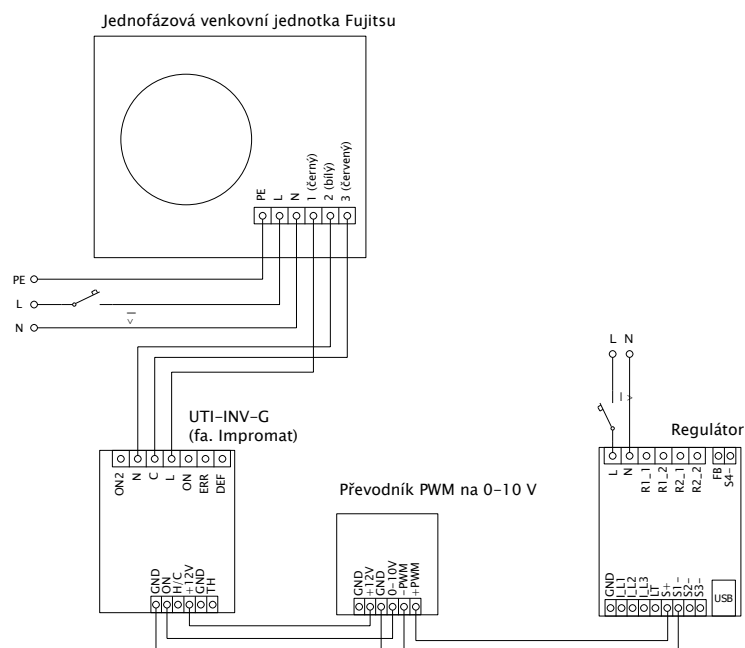 Jednofázová venkovní jednotka Fujitsu
PE
L
N
1 (černý)
2 (bílý)
3 (červený)
PE
L
N
I >
L N
I >
UTI-INV-G
(fa. Impromat)
Regulátor
ON2
N
C
L
ON
ERR
DEF
L
N
R1_1
R1_2
R2_1
R2_2
FB
S4-
Převodník PWM na 0-10 V
GND
ON
H/C
+12V
GND
TH
GND
+12V
GND
0-10V
-PWM
+PWM
GND
I_L1
I_L2
I_L3
LT
S+
S1-
S2-
S3-
USB